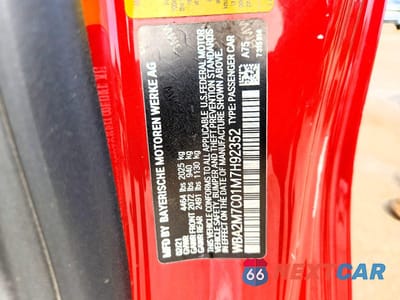 MFD BY BAYERISCHE MOTOREN WERKE AG
02/21
GVWR 4464 lbs 2025 kg
GAWR FRONT 2072 lbs 940 kg
GAWR REAR 2491 lbs 1130 kg
THIS VEHICLE CONFORMS TO ALL APPLICABLE U.S.FEDERAL MOTOR
VEHICLE SAFETY, BUMPER, AND THEFT PREVENTION STANDARDS
IN EFFECT ON THE DATE OF MANUFACTURE SHOWN ABOVE.
WBA2M7C01M7H92352 TYPE: PASSENGER CAR
A75
66 NEXTCAR